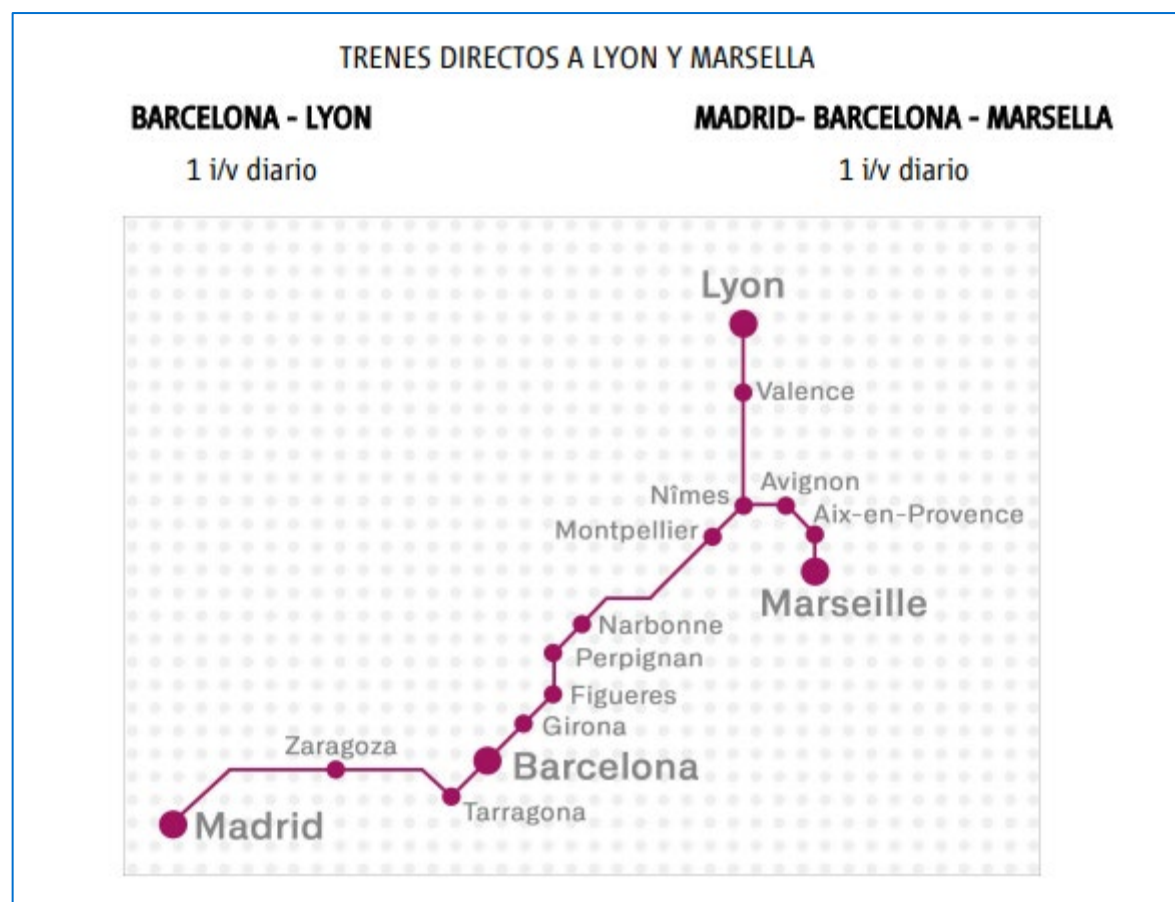 TRENES DIRECTOS A LYON Y MARSELLA
BARCELONA - LYON
MADRID- BARCELONA - MARSELLA
1 i/v diario
1 i/v diario
Lyon
Valence
Nîmes
Avignon
Montpellier
Aix-en-Provence
Marseille
Narbonne
Perpignan
Figueres
Girona
Zaragoza
Barcelona
Tarragona
Madrid